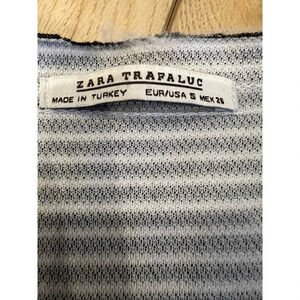 ZARA TRAFALUC
MADE IN TURKEY EUR/USA S MEX 26